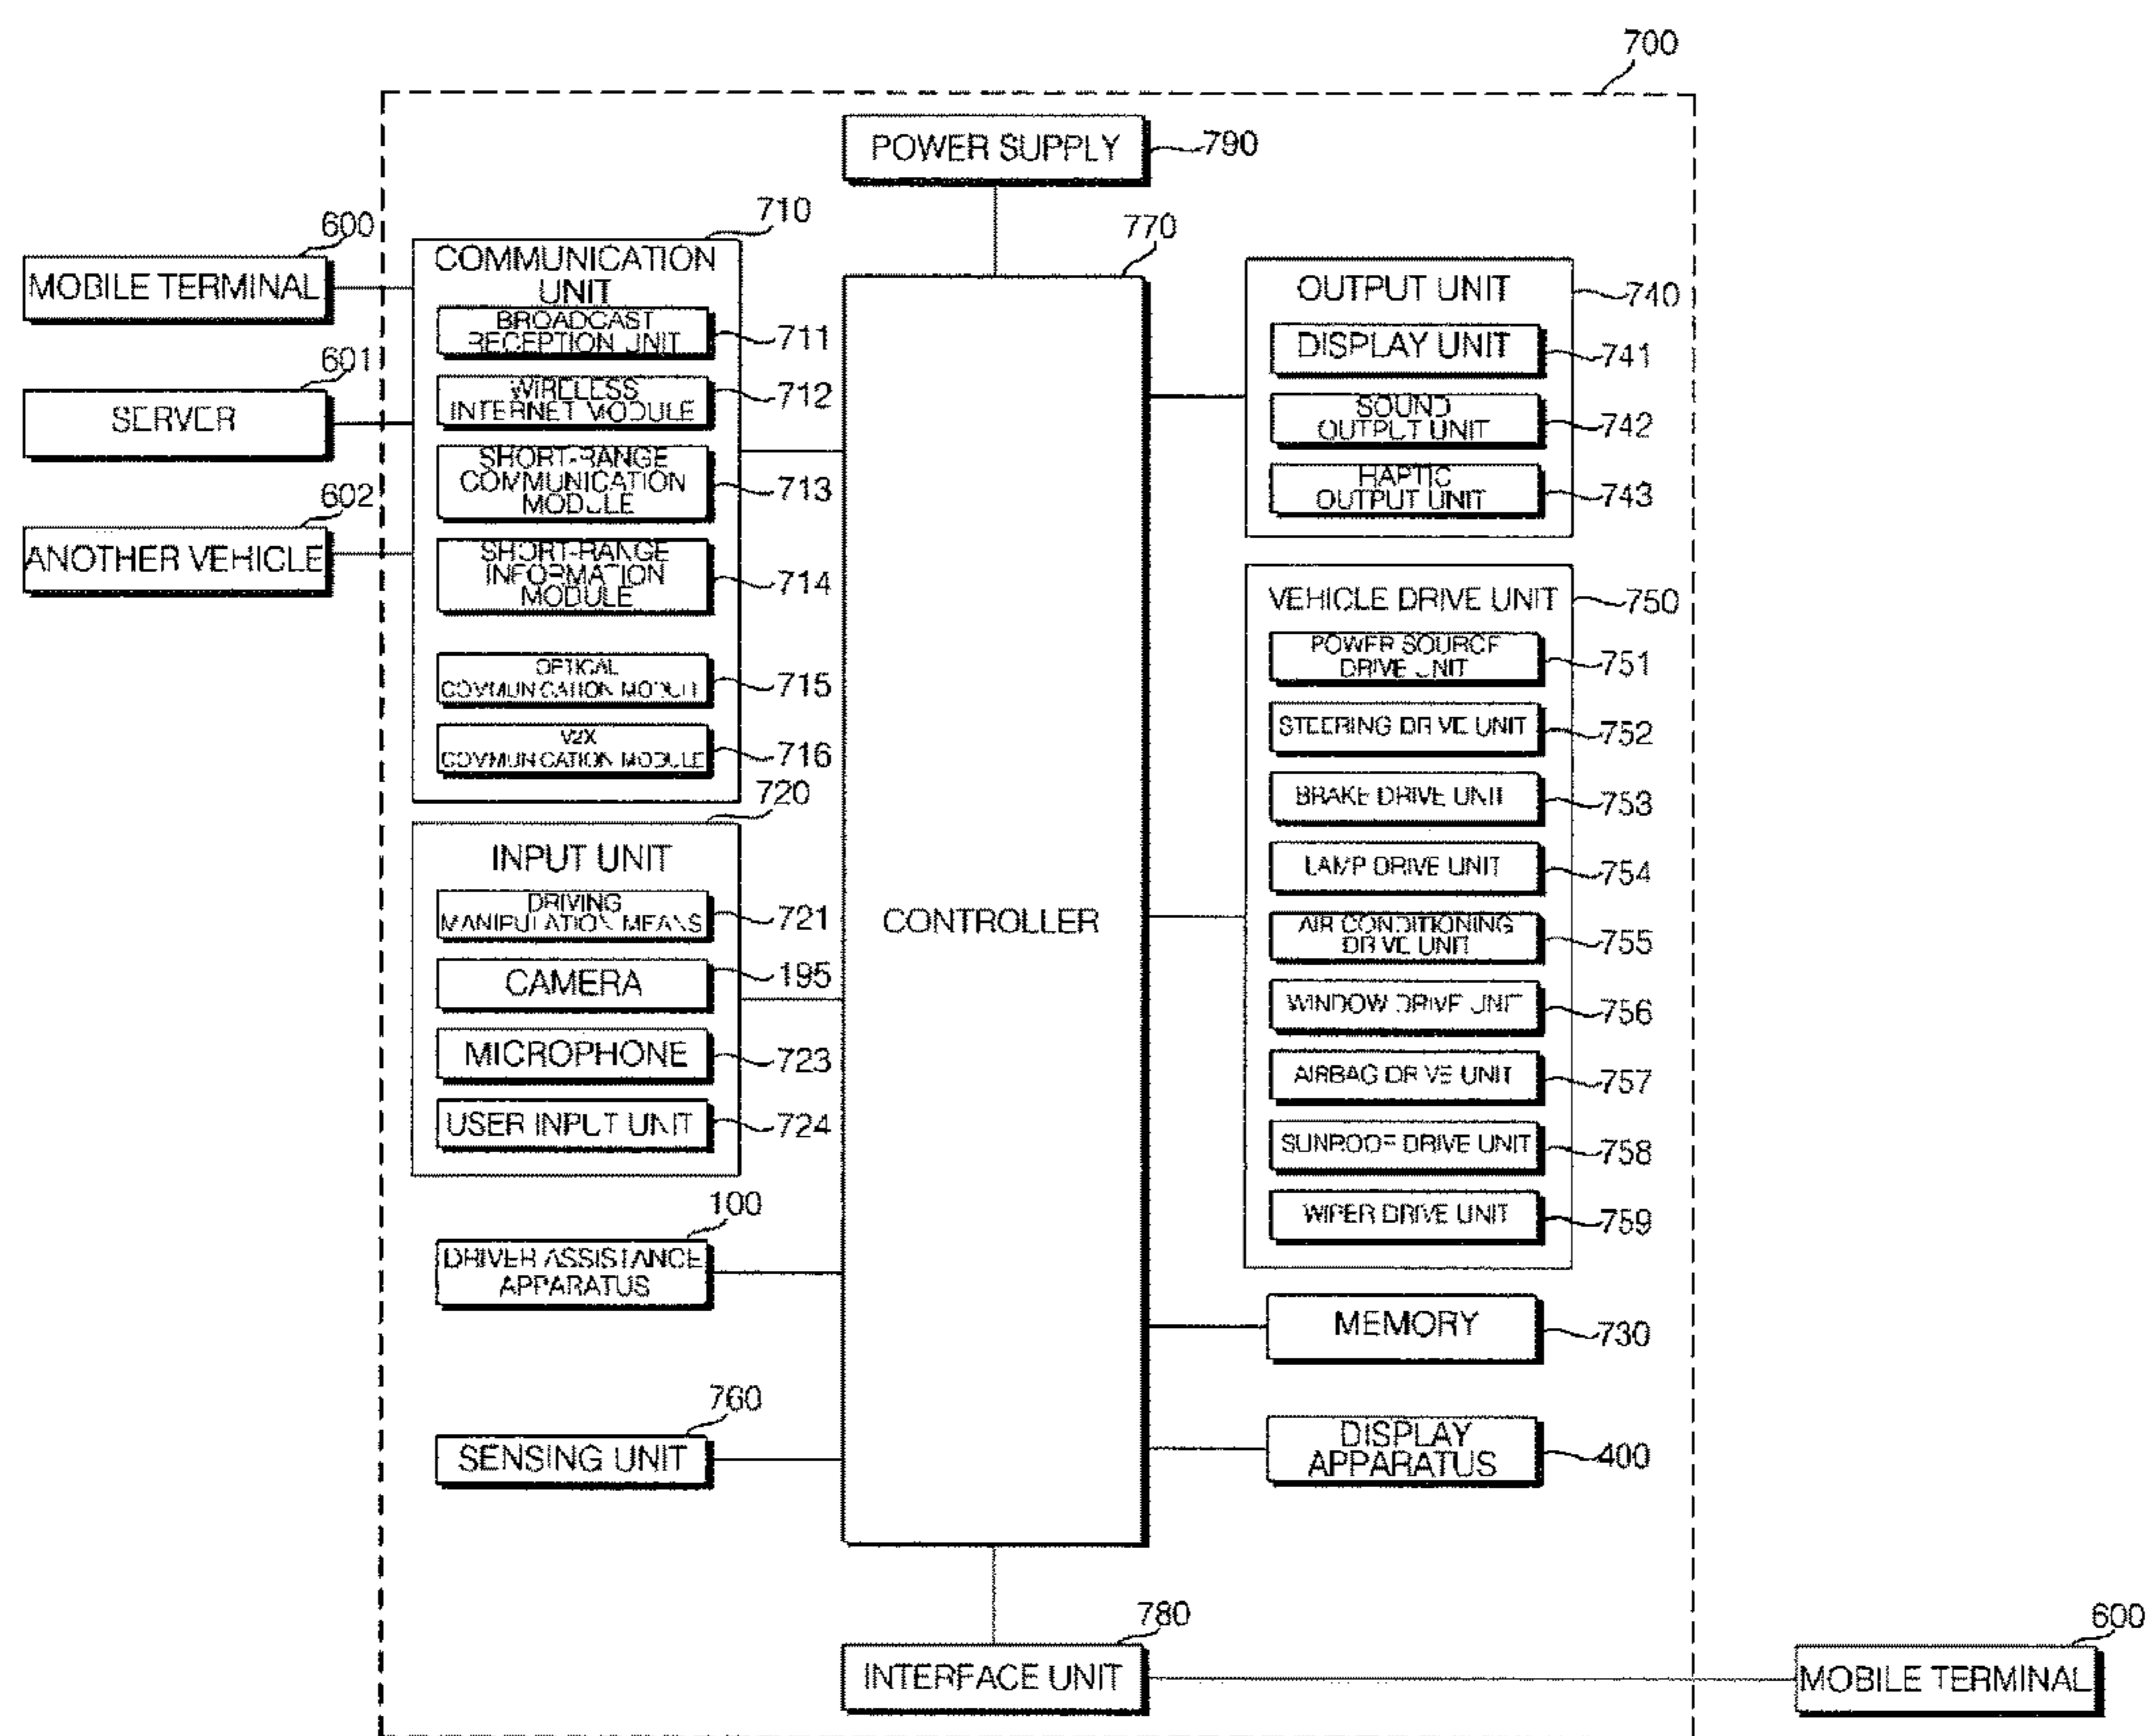 700
POWER SUPPLY
790
710
770
600
MOBILE TERMINAL
601
SERVER
602
ANOTHER VEHICLE
COMMUNICATION
UNIT
BROADCAST
RECEPTION UNIT
711
WIRELESS
INTERNET MODULE
712
SHORT-RANGE
COMMUNICATION
MODULE
713
SHORT-RANGE
INFORMATION
MODULE
714
OPTICAL
COMMUNICATION MODULE
715
V2X
COMMUNICATION MODULE
716
720
INPUT UNIT
DRIVING
MANIPULATION MEANS
721
CAMERA
195
MICROPHONE
723
USER INPUT UNIT
724
100
DRIVER ASSISTANCE
APPARATUS
760
SENSING UNIT
CONTROLLER
OUTPUT UNIT
740
DISPLAY UNIT
741
SOUND
OUTPUT UNIT
742
HAPTIC
OUTPUT UNIT
743
VEHICLE DRIVE UNIT
750
POWER SOURCE
DRIVE UNIT
751
STEERING DRIVE UNIT
752
BRAKE DRIVE UNIT
753
LAMP DRIVE UNIT
754
AIR CONDITIONING
DRIVE UNIT
755
WINDOW DRIVE UNIT
756
AIRBAG DRIVE UNIT
757
SUNROOF DRIVE UNIT
758
WIPER DRIVE UNIT
759
MEMORY
730
DISPLAY
APPARATUS
400
780
INTERFACE UNIT
600
MOBILE TERMINAL